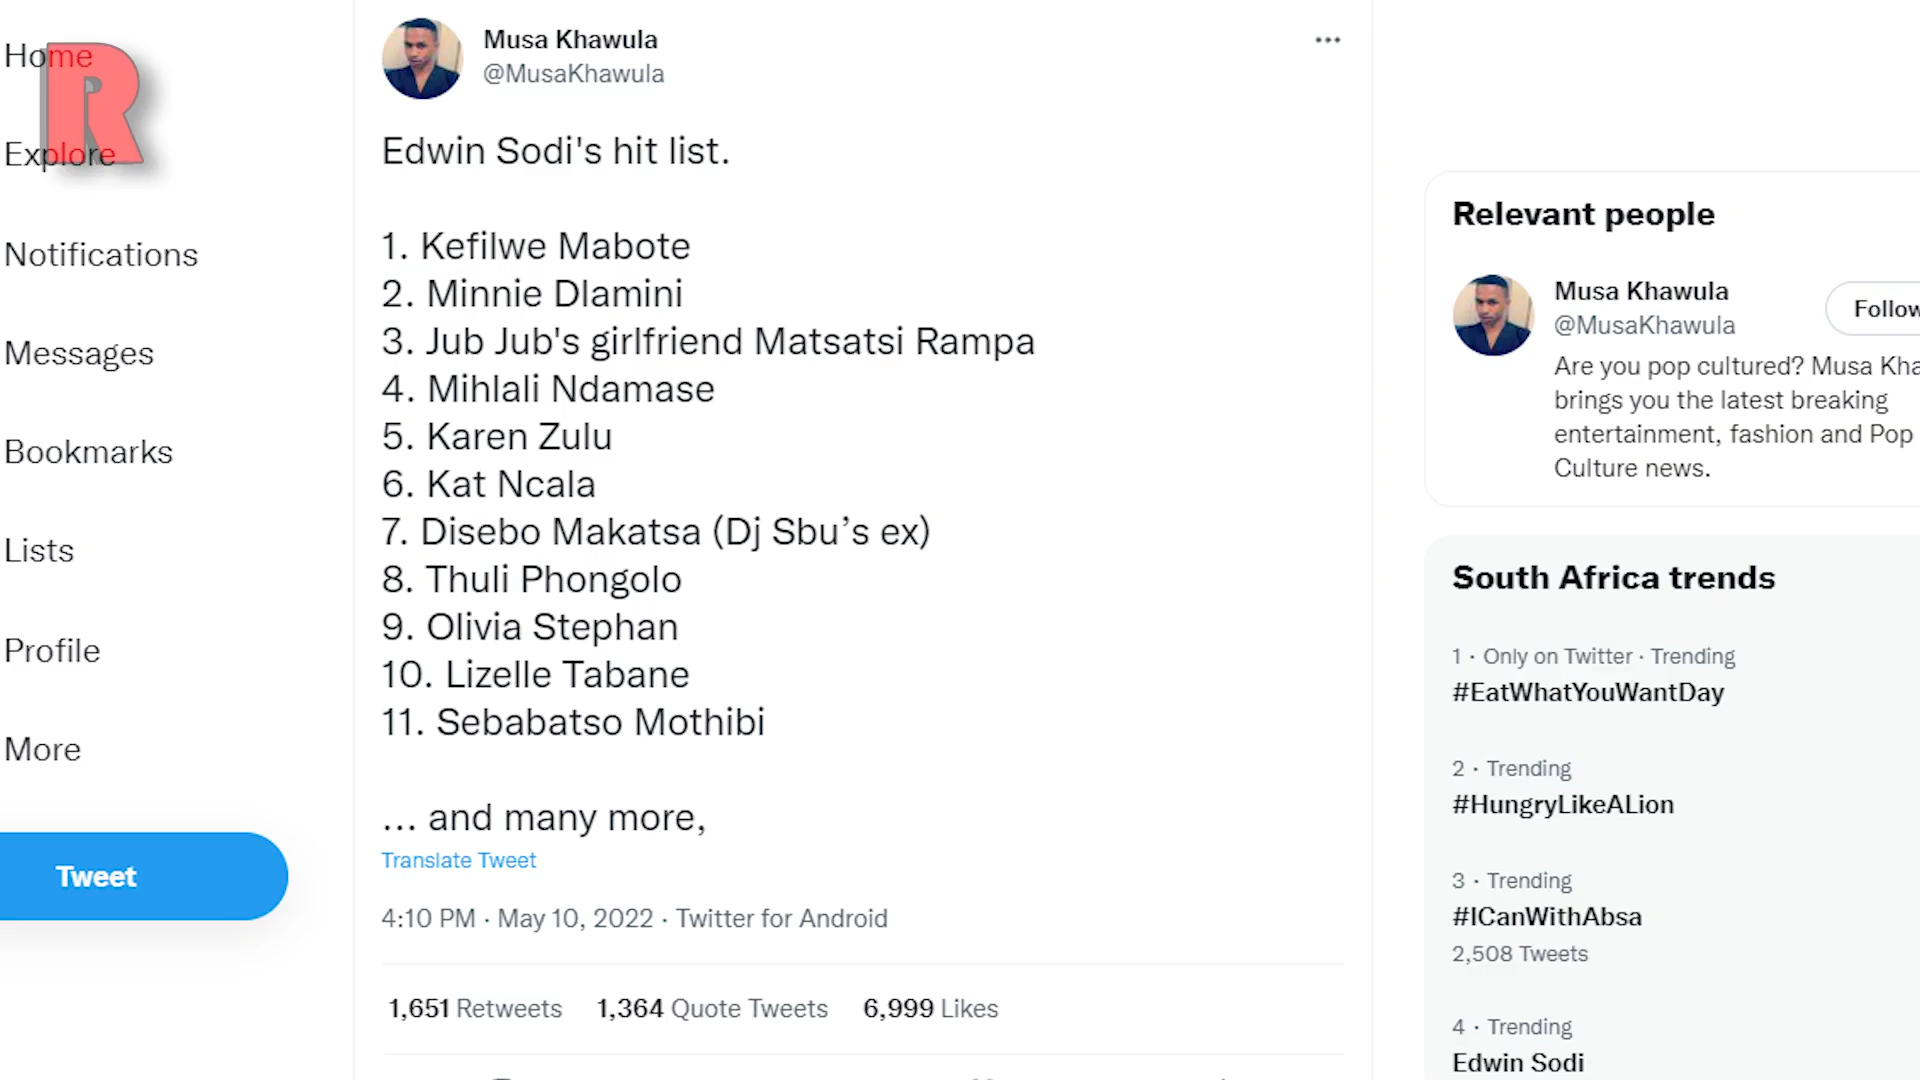 Home
R
Explore
Notifications
Messages
Bookmarks
Lists
Profile
More
Tweet
Musa Khawula
@MusaKhawula
Edwin Sodi's hit list.
1. Kefilwe Mabote
2. Minnie Dlamini
3. Jub Jub's girlfriend Matsatsi Rampa
4. Mihlali Ndamase
5. Karen Zulu
6. Kat Ncala
7. Disebo Makatsa (Dj Sbu’s ex)
8. Thuli Phongolo
9. Olivia Stephan
10. Lizelle Tabane
11. Sebabatso Mothibi
... and many more,
Translate Tweet
4:10 PM · May 10, 2022 · Twitter for Android
1,651 Retweets 1,364 Quote Tweets 6,999 Likes
Relevant people
Musa Khawula
@MusaKhawula
Follow
Are you pop cultured? Musa Kha
brings you the latest breaking
entertainment, fashion and Pop
Culture news.
South Africa trends
1 · Only on Twitter · Trending
#EatWhatYouWantDay
2 · Trending
#HungryLikeALion
3 · Trending
#ICanWithAbsa
2,508 Tweets
4 · Trending
Edwin Sodi